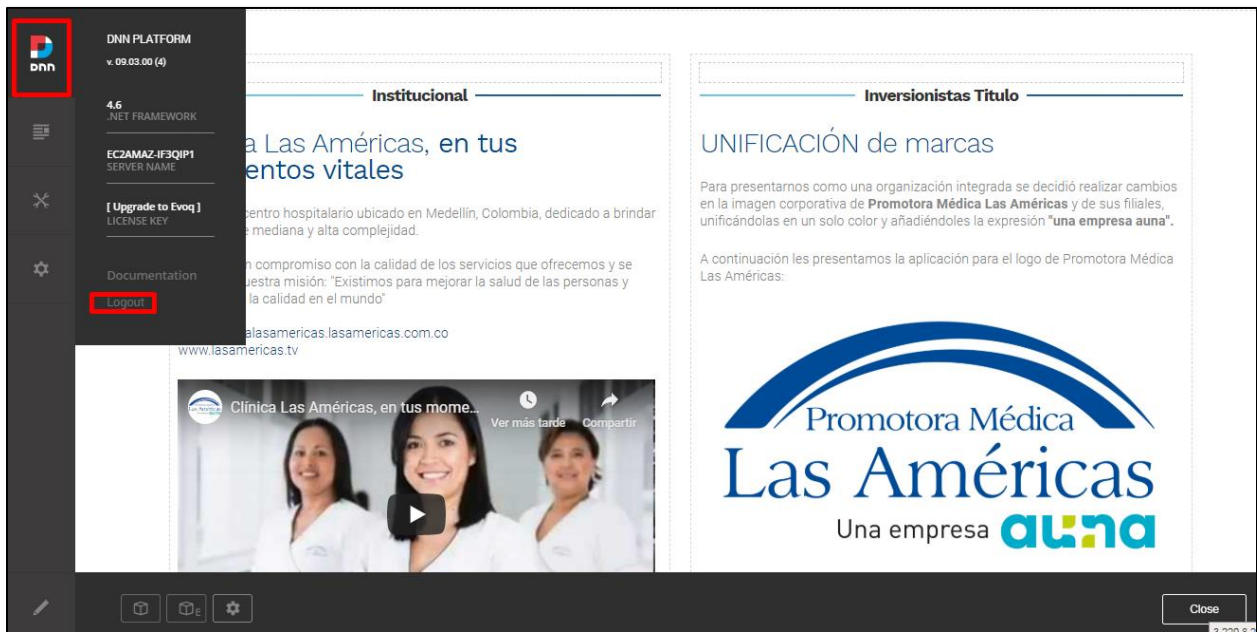 DNN PLATFORM
v. 09.03.00 (4)
4.6
.NET FRAMEWORK
EC2AMAZ-IF3QIP1
SERVER NAME
[ Upgrade to Evoq ]
LICENSE KEY
Documentation
Logout
DNN
Institucional
a Las Américas, en tus
entos vitales
centro hospitalario ubicado en Medellín, Colombia, dedicado a brindar
e mediana y alta complejidad.
n compromiso con la calidad de los servicios que ofrecemos y se
uestra misión: "Existimos para mejorar la salud de las personas y
la calidad en el mundo"
alasamericas.lasamericas.com.co
www.lasamericas.tv
Clínica Las Américas, en tus mome...
Ver más tarde
Compartir
Inversionistas Titulo
UNIFICACIÓN de marcas
Para presentarnos como una organización integrada se decidió realizar cambios
en la imagen corporativa de Promotora Médica Las Américas y de sus filiales,
unificándolas en un solo color y añadiéndoles la expresión "una empresa auna".
A continuación les presentamos la aplicación para el logo de Promotora Médica
Las Américas:
Promotora Médica
Las Américas
Una empresa auna
E
Close